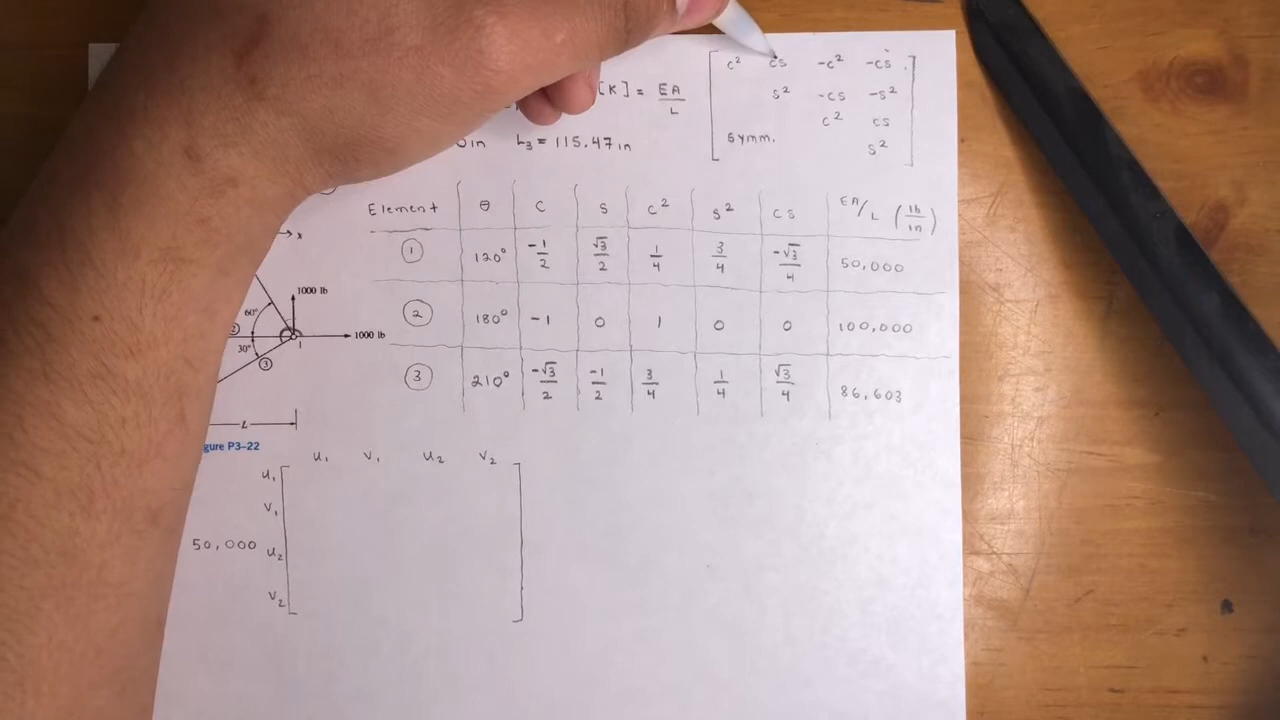 [K] = EA/L [ c² cs -c² -cs
s² -cs -s²
c² cs
Symm. s² ]
in L₃ = 115.47 in
Element θ C S C² S² CS EA/L (lb/in)
① 120° -1/2 √3/2 1/4 3/4 -√3/4 50,000
② 180° -1 0 1 0 0 100,000
③ 210° -√3/2 -1/2 3/4 1/4 √3/4 86,603
x
1000 lb
60°
② 1 1000 lb
30°
③
L
gure P3–22
u₁ v₁ u₂ v₂
u₁
v₁
50,000 u₂
v₂